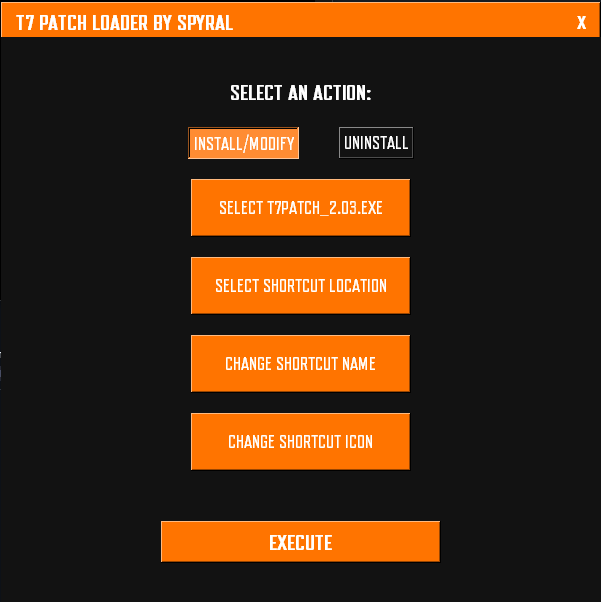 T7 PATCH LOADER BY SPYRAL X
SELECT AN ACTION:
INSTALL/MODIFY UNINSTALL
SELECT T7PATCH_2.03.EXE
SELECT SHORTCUT LOCATION
CHANGE SHORTCUT NAME
CHANGE SHORTCUT ICON
EXECUTE